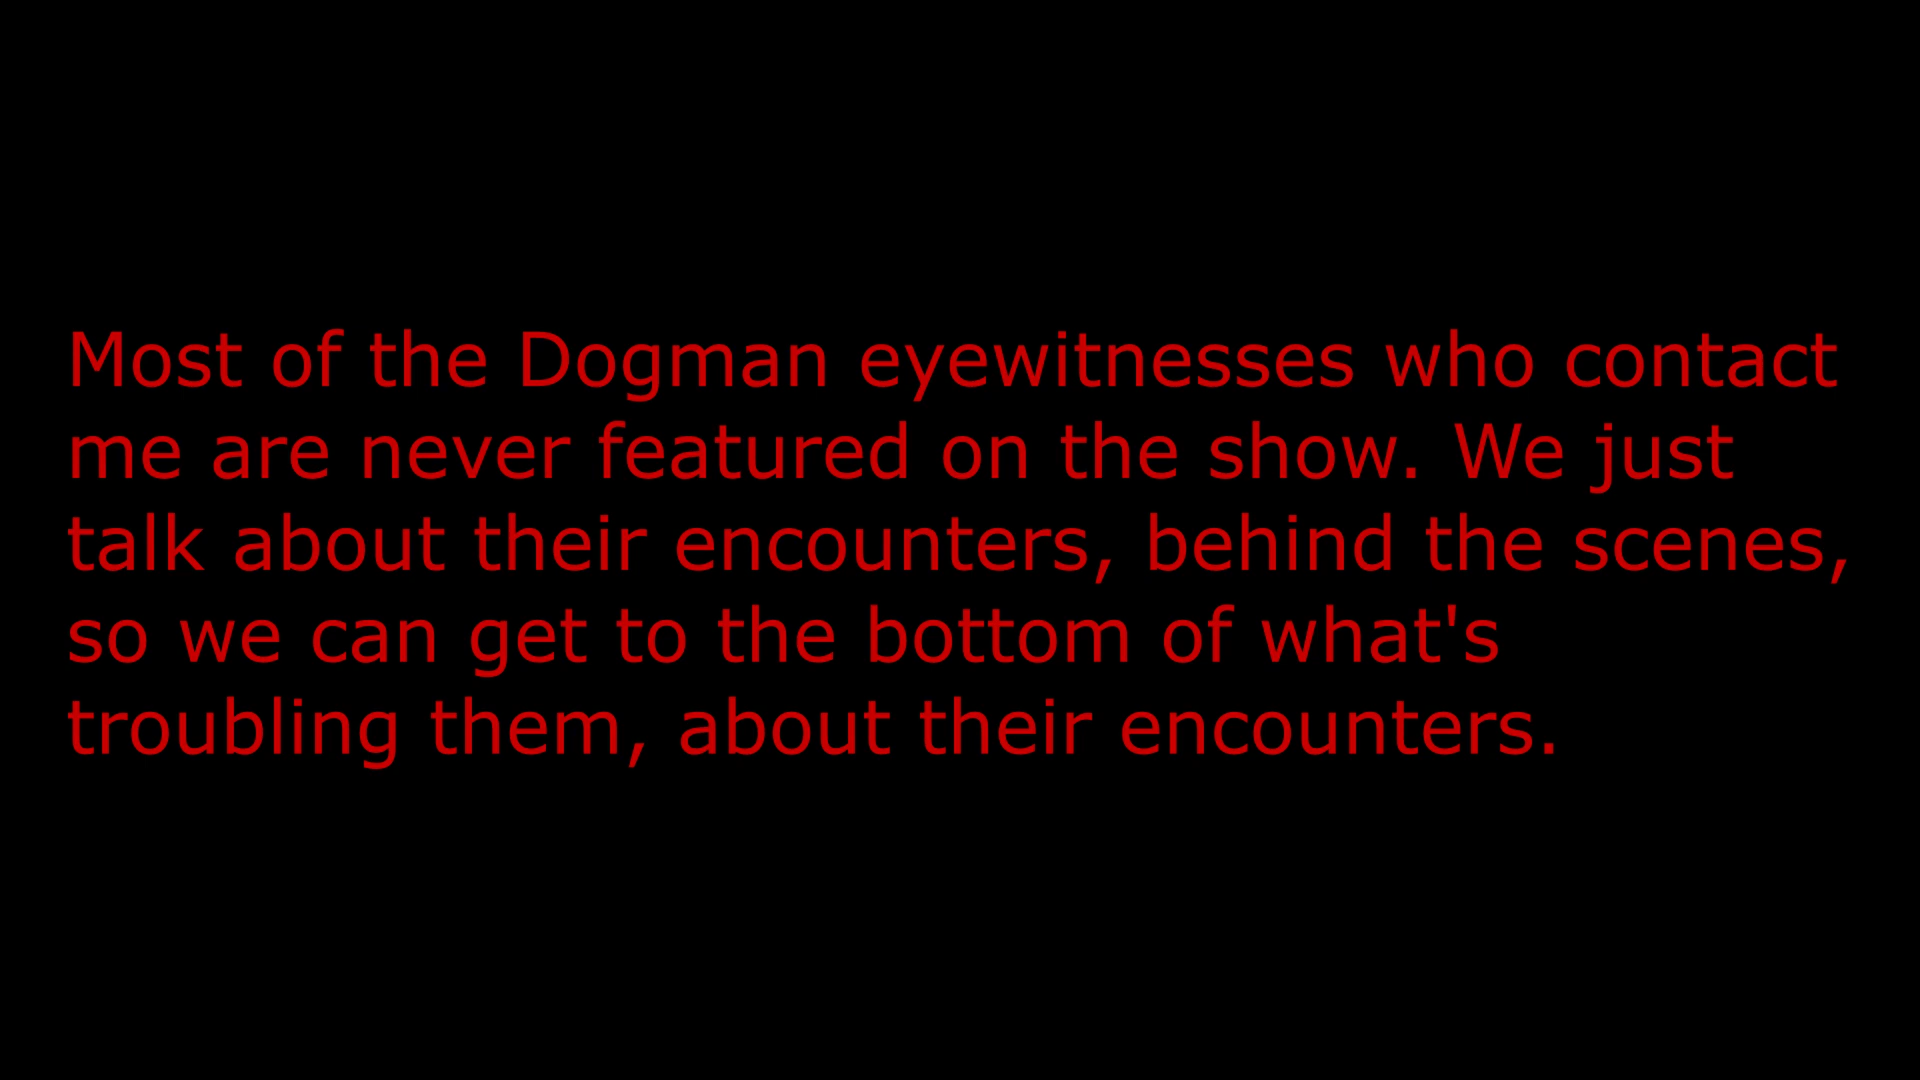 Most of the Dogman eyewitnesses who contact
me are never featured on the show. We just
talk about their encounters, behind the scenes,
so we can get to the bottom of what's
troubling them, about their encounters.